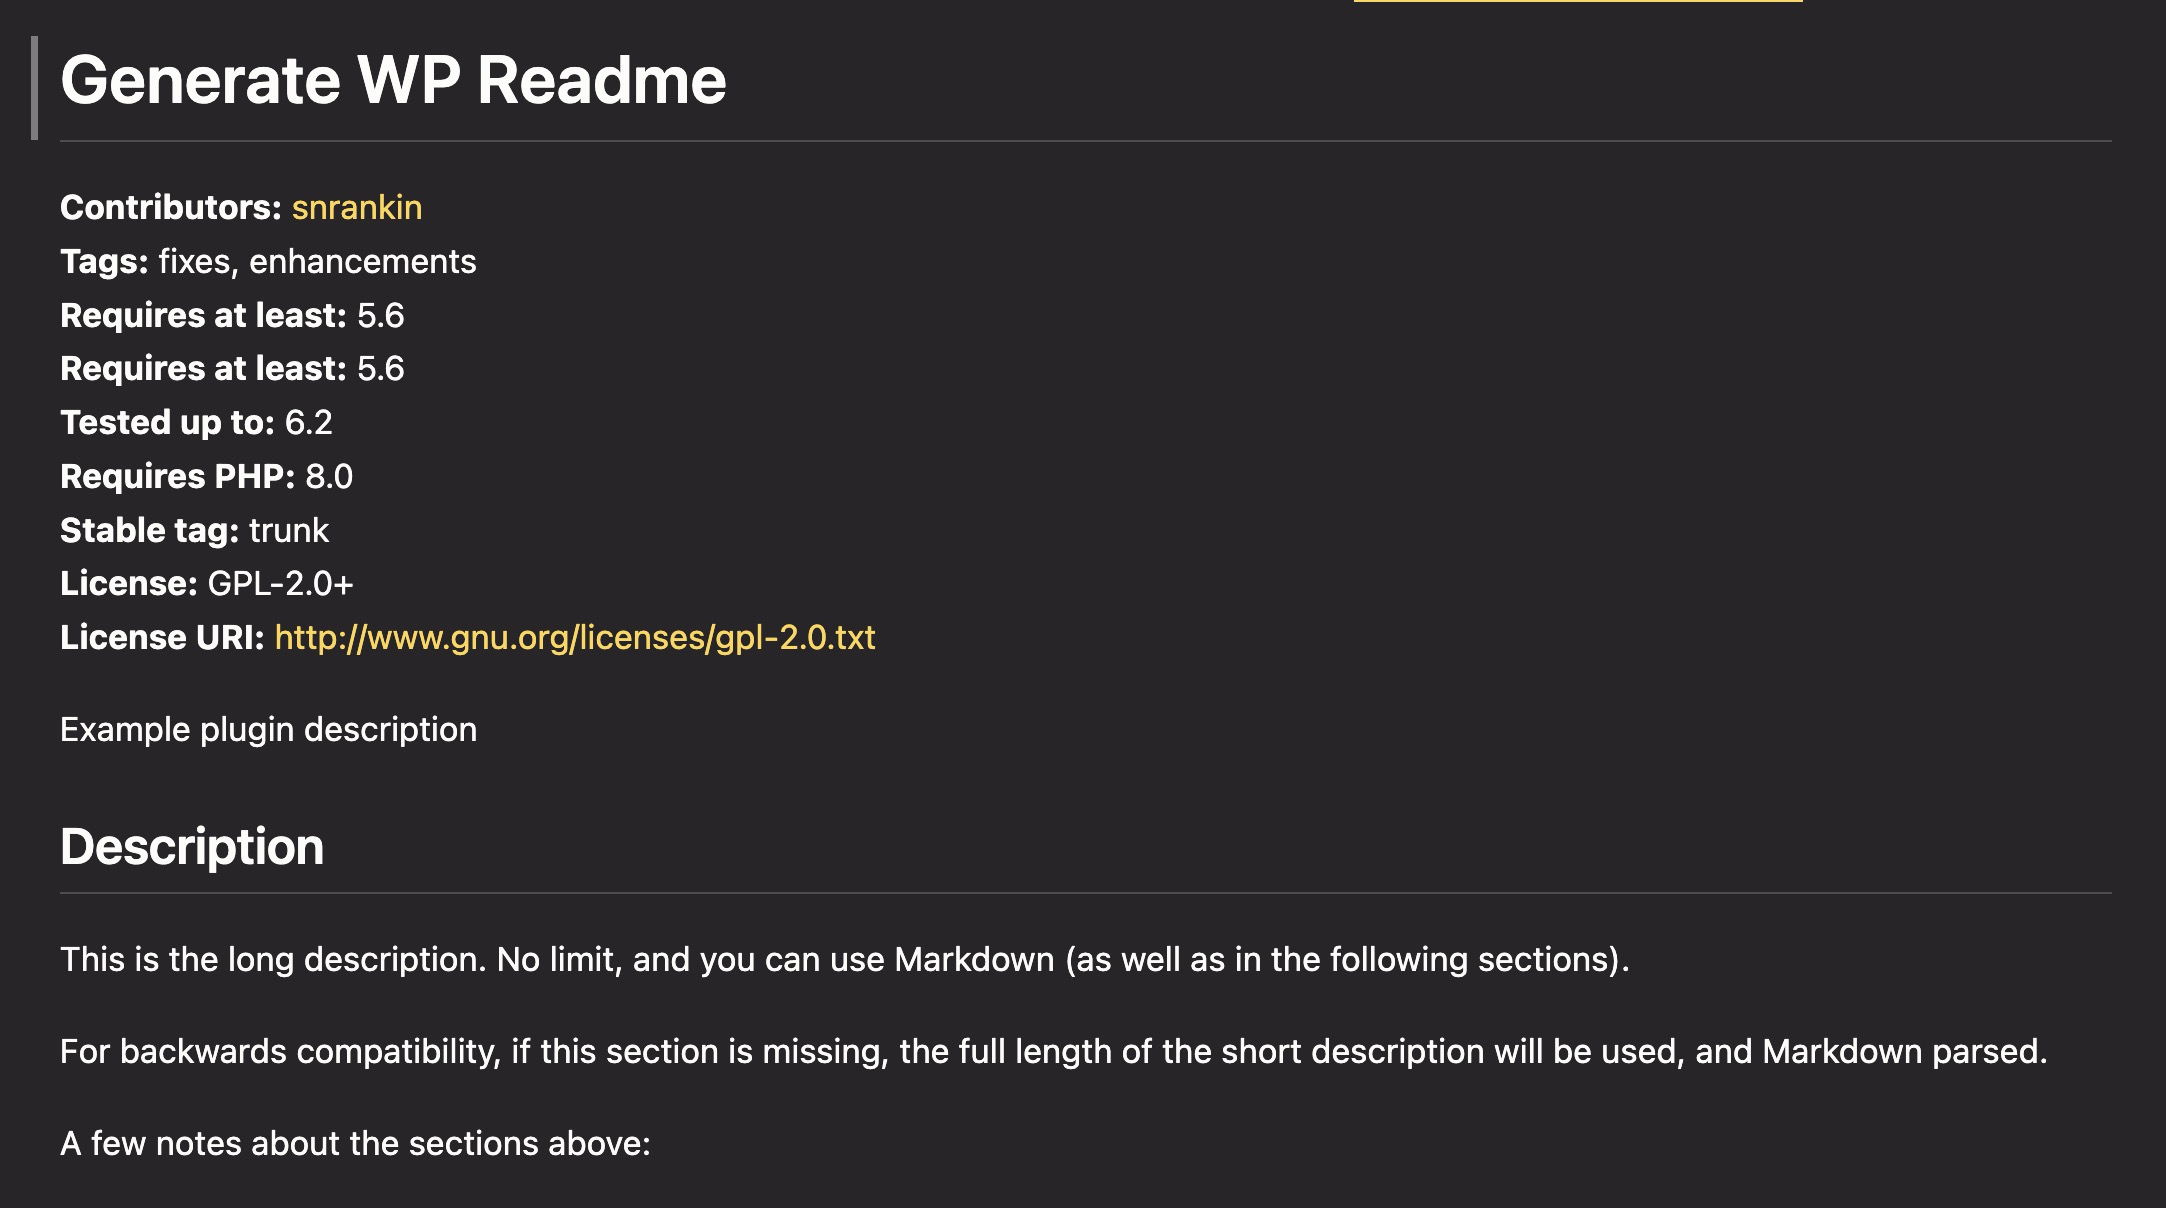 Generate WP Readme
Contributors: snrankin
Tags: fixes, enhancements
Requires at least: 5.6
Requires at least: 5.6
Tested up to: 6.2
Requires PHP: 8.0
Stable tag: trunk
License: GPL-2.0+
License URI: http://www.gnu.org/licenses/gpl-2.0.txt
Example plugin description
Description
This is the long description. No limit, and you can use Markdown (as well as in the following sections).
For backwards compatibility, if this section is missing, the full length of the short description will be used, and Markdown parsed.
A few notes about the sections above: